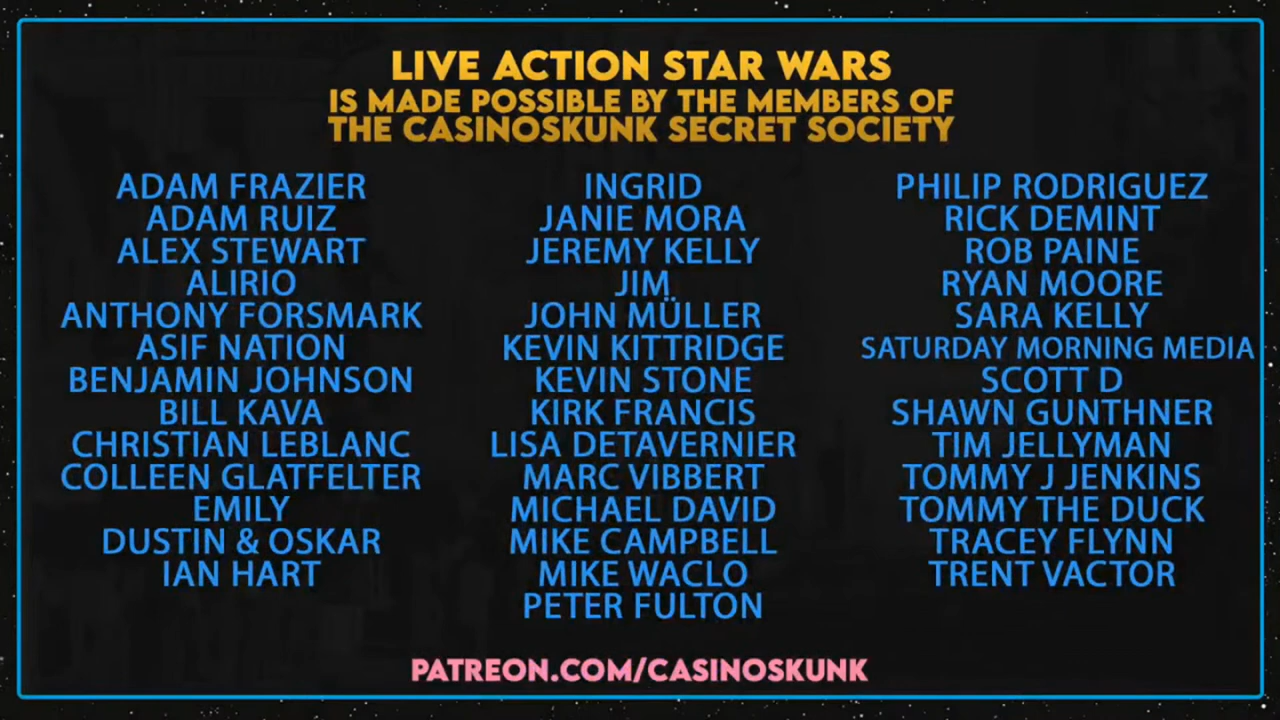 LIVE ACTION STAR WARS
IS MADE POSSIBLE BY THE MEMBERS OF
THE CASINOSKUNK SECRET SOCIETY
ADAM FRAZIER
ADAM RUIZ
ALEX STEWART
ALIRIO
ANTHONY FORSMARK
ASIF NATION
BENJAMIN JOHNSON
BILL KAVA
CHRISTIAN LEBLANC
COLLEEN GLATFELTER
EMILY
DUSTIN & OSKAR
IAN HART
INGRID
JANIE MORA
JEREMY KELLY
JIM
JOHN MÜLLER
KEVIN KITTRIDGE
KEVIN STONE
KIRK FRANCIS
LISA DETAVERNIER
MARC VIBBERT
MICHAEL DAVID
MIKE CAMPBELL
MIKE WACLO
PETER FULTON
PHILIP RODRIGUEZ
RICK DEMINT
ROB PAINE
RYAN MOORE
SARA KELLY
SATURDAY MORNING MEDIA
SCOTT D
SHAWN GUNTHNER
TIM JELLYMAN
TOMMY J JENKINS
TOMMY THE DUCK
TRACEY FLYNN
TRENT VACTOR
PATREON.COM/CASINOSKUNK